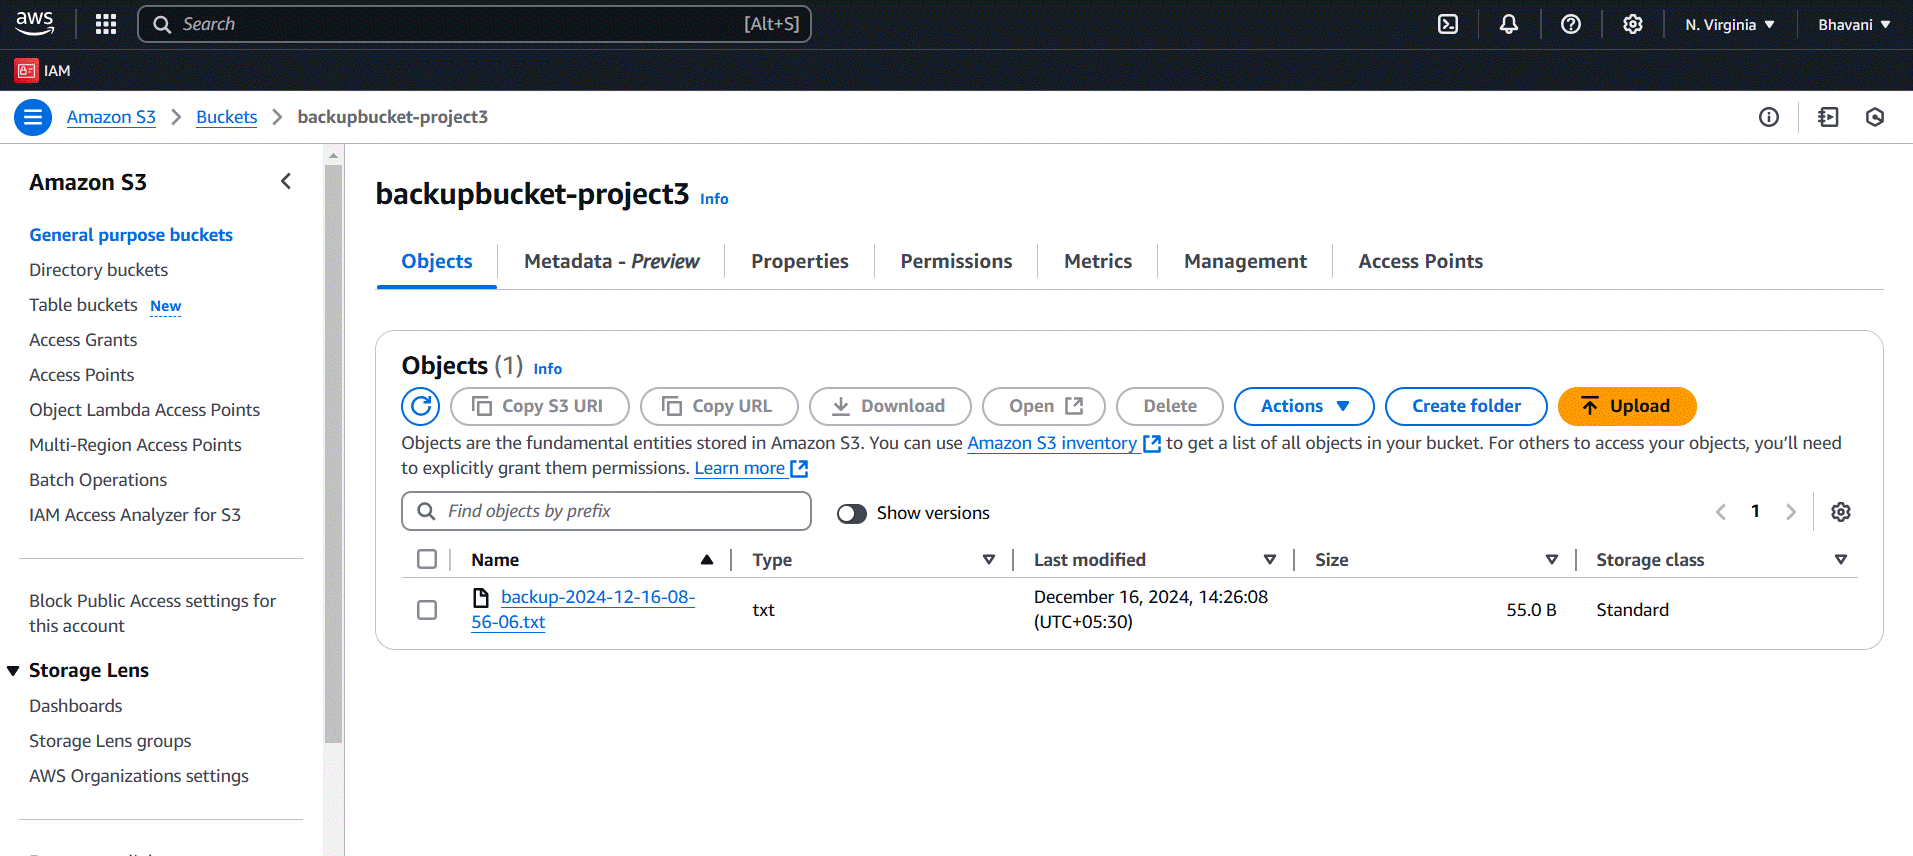 aws
Search [Alt+S]
N. Virginia
Bhavani
IAM
Amazon S3
Buckets
backupbucket-project3
Amazon S3
General purpose buckets
Directory buckets
Table buckets New
Access Grants
Access Points
Object Lambda Access Points
Multi-Region Access Points
Batch Operations
IAM Access Analyzer for S3
Block Public Access settings for
this account
Storage Lens
Dashboards
Storage Lens groups
AWS Organizations settings
backupbucket-project3 Info
Objects
Metadata - Preview
Properties
Permissions
Metrics
Management
Access Points
Objects (1) Info
Copy S3 URI
Copy URL
Download
Open
Delete
Actions
Create folder
Upload
Objects are the fundamental entities stored in Amazon S3. You can use Amazon S3 inventory to get a list of all objects in your bucket. For others to access your objects, you’ll need
to explicitly grant them permissions. Learn more
Find objects by prefix
Show versions
1
Name
Type
Last modified
Size
Storage class
backup-2024-12-16-08-
56-06.txt
txt
December 16, 2024, 14:26:08
(UTC+05:30)
55.0 B
Standard